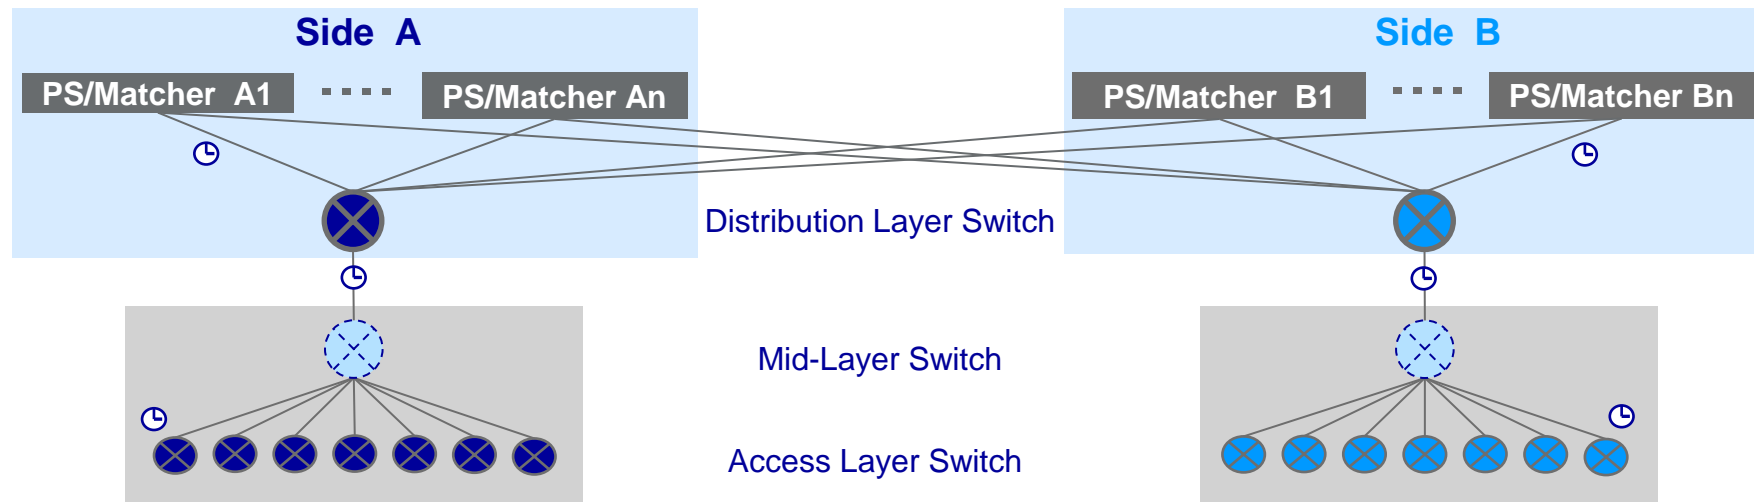 Side A
Side B
PS/Matcher A1
PS/Matcher An
PS/Matcher B1
PS/Matcher Bn
Distribution Layer Switch
Mid-Layer Switch
Access Layer Switch